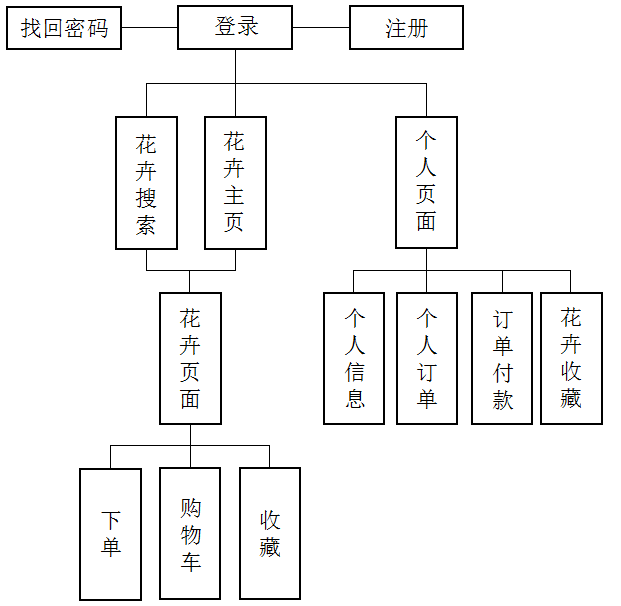 找回密码
登录
注册
花卉搜索
花卉主页
个人页面
花卉页面
个人信息
个人订单
订单付款
花卉收藏
下单
购物车
收藏